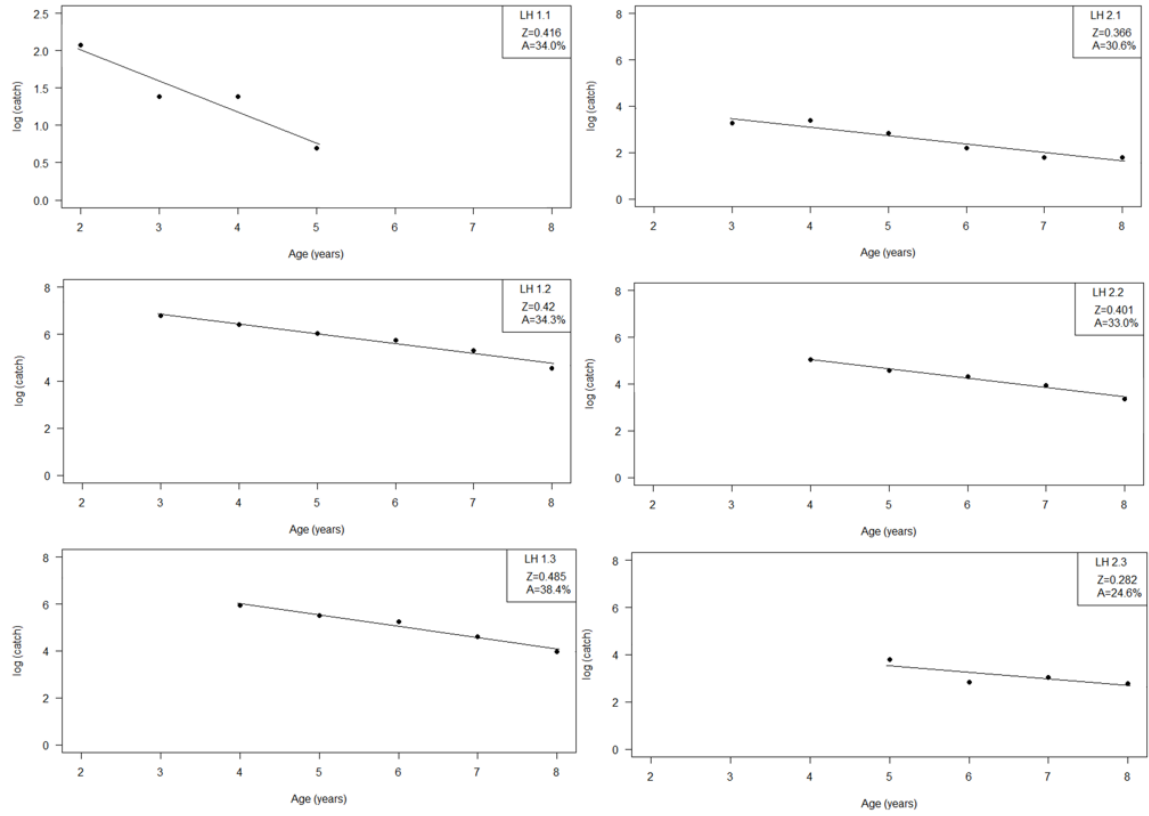 LH 1.1
Z=0.416
A=34.0%
log (catch)
2.5
2.0
1.5
1.0
0.5
0.0
2 3 4 5 6 7 8
Age (years)
LH 2.1
Z=0.366
A=30.6%
log (catch)
8
6
4
2
0
2 3 4 5 6 7 8
Age (years)
LH 1.2
Z=0.42
A=34.3%
log (catch)
8
6
4
2
0
2 3 4 5 6 7 8
Age (years)
LH 2.2
Z=0.401
A=33.0%
log (catch)
8
6
4
2
0
2 3 4 5 6 7 8
Age (years)
LH 1.3
Z=0.485
A=38.4%
log (catch)
8
6
4
2
0
2 3 4 5 6 7 8
Age (years)
LH 2.3
Z=0.282
A=24.6%
log (catch)
8
6
4
2
0
2 3 4 5 6 7 8
Age (years)